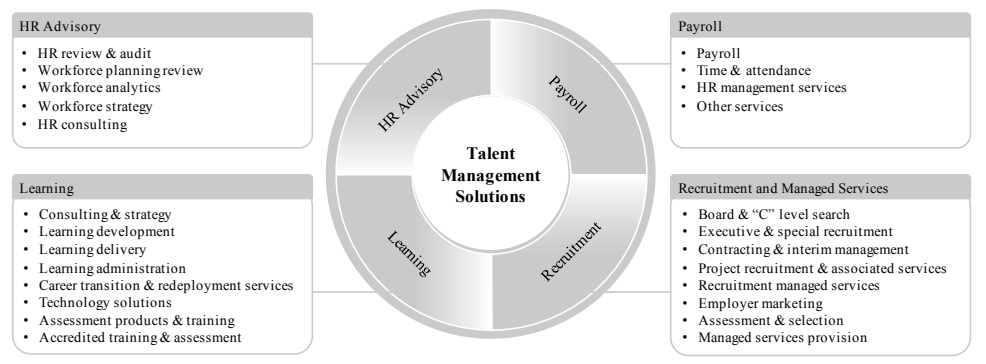 HR Advisory
• HR review & audit
• Workforce planning review
• Workforce analytics
• Workforce strategy
• HR consulting
Payroll
• Payroll
• Time & attendance
• HR management services
• Other services
HR Advisory
Payroll
Talent
Management
Solutions
Learning
Recruitment
Learning
• Consulting & strategy
• Learning development
• Learning delivery
• Learning administration
• Career transition & redeployment services
• Technology solutions
• Assessment products & training
• Accredited training & assessment
Recruitment and Managed Services
• Board & “C” level search
• Executive & special recruitment
• Contracting & interim management
• Project recruitment & associated services
• Recruitment managed services
• Employer marketing
• Assessment & selection
• Managed services provision